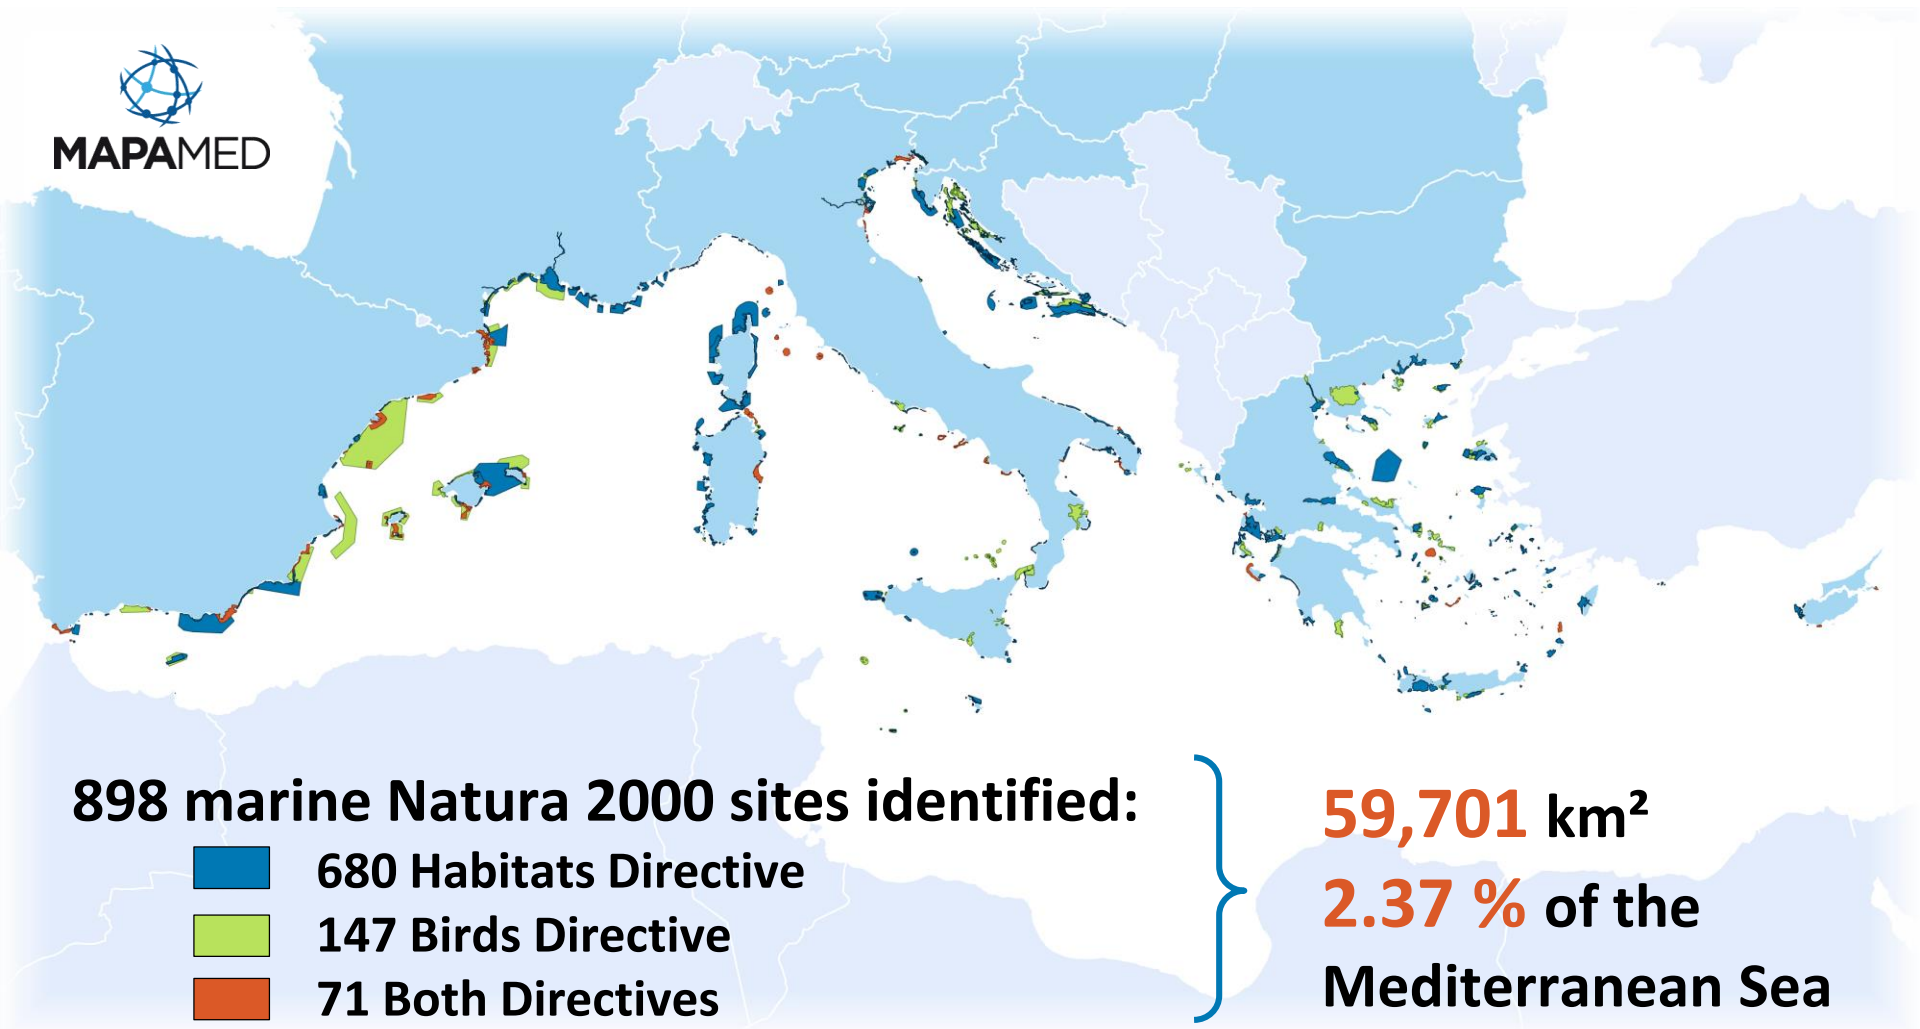 MAPAMED
898 marine Natura 2000 sites identified:
680 Habitats Directive
147 Birds Directive
71 Both Directives
59,701 km²
2.37 % of the
Mediterranean Sea